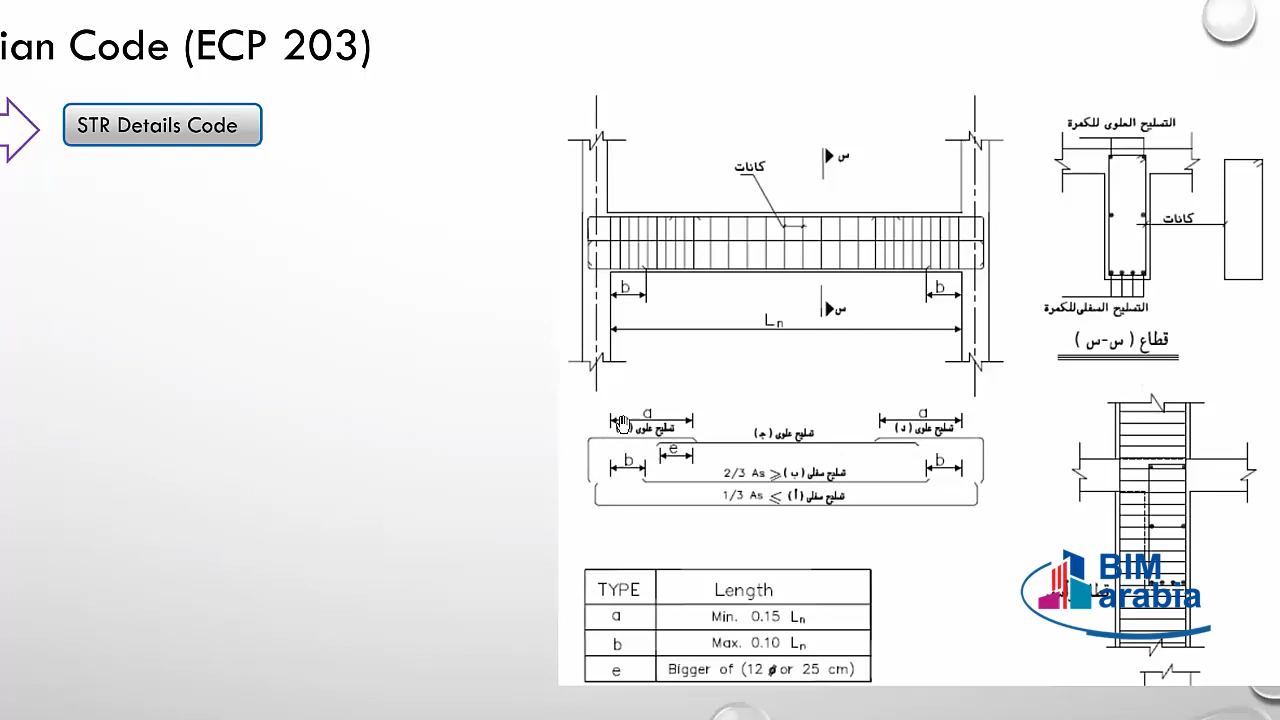 ian Code (ECP 203)
STR Details Code
التسليح العلوى للكمرة
كانات
س
كانات
b
b
س
التسليح السفلى للكمرة
Ln
قطاع ( س-س )
a
a
تسليح علوى (
تسليح علوى (ج)
تسليح علوى (د)
e
b
b
2/3 As ⩾ تسليح سفلى (ب)
1/3 As ⩽ تسليح سفلى (أ)
TYPE Length
a Min. 0.15 Ln
b Max. 0.10 Ln
e Bigger of (12 ø or 25 cm)
BIM
arabia